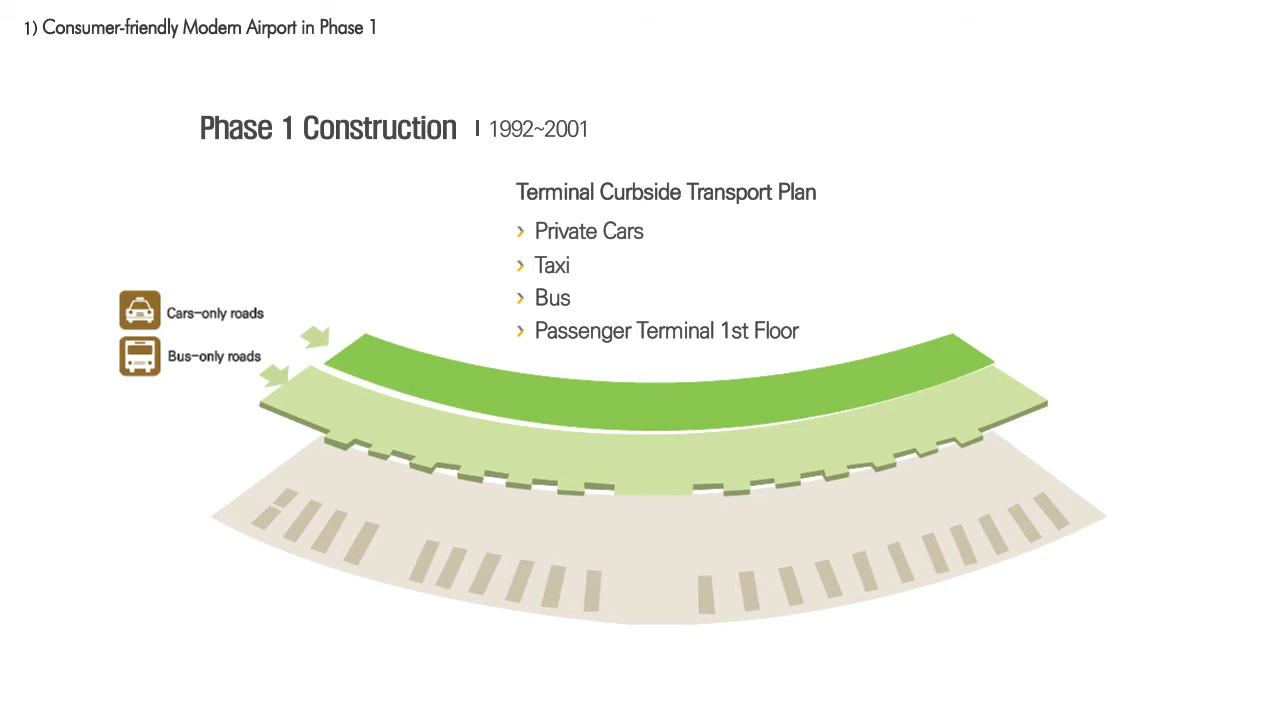 1) Consumer-friendly Modern Airport in Phase 1
Phase 1 Construction | 1992~2001
Terminal Curbside Transport Plan
› Private Cars
› Taxi
› Bus
› Passenger Terminal 1st Floor
Cars-only roads
Bus-only roads